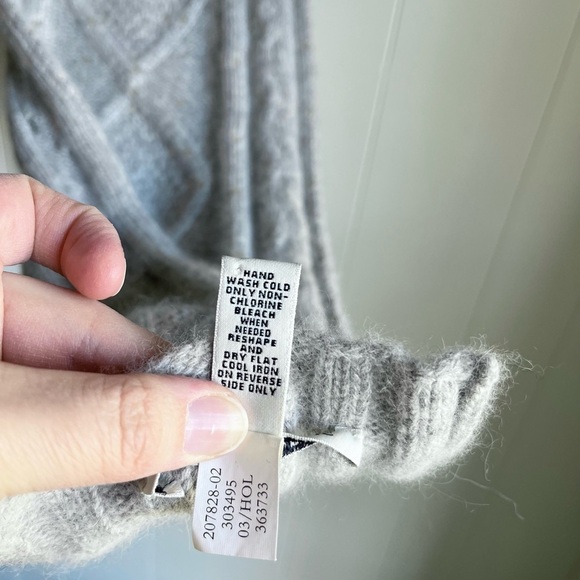 HAND
WASH COLD
ONLY NON-
CHLORINE
BLEACH
WHEN
NEEDED
RESHAPE
AND
DRY FLAT
COOL IRON
ON REVERSE
SIDE ONLY
207828-02
303495
03/HOL
363733